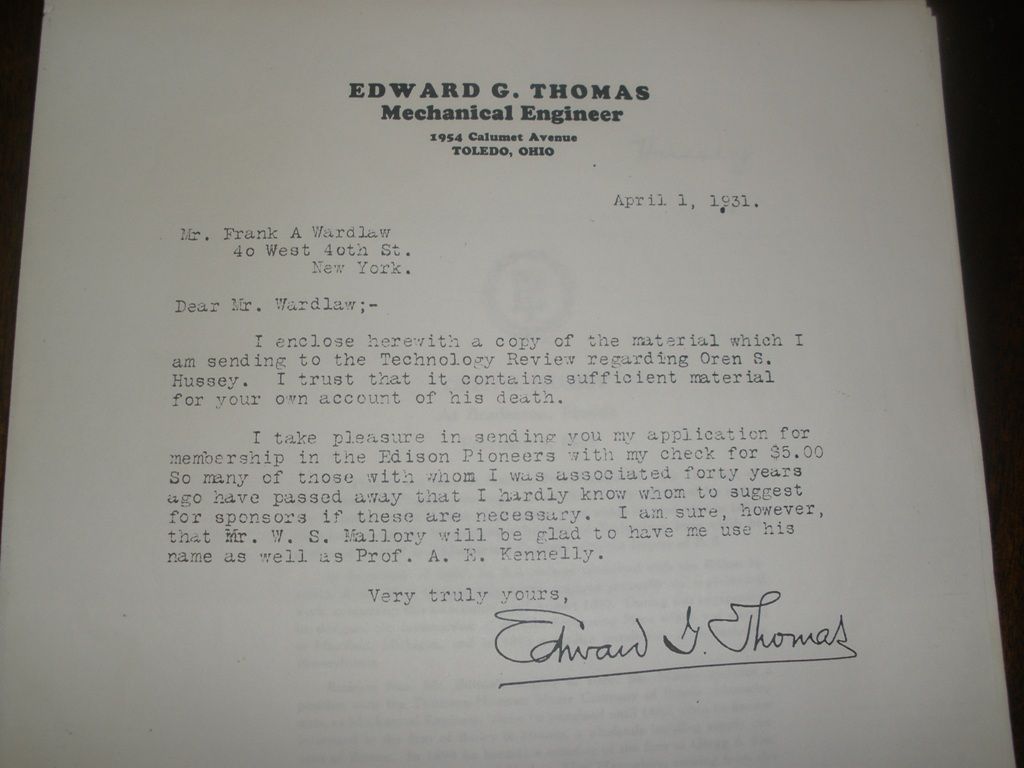 EDWARD G. THOMAS
Mechanical Engineer
1954 Calumet Avenue
TOLEDO, OHIO
April 1, 1931.
Mr. Frank A Wardlaw
40 West 40th St.
New York.
Dear Mr. Wardlaw;-
I enclose herewith a copy of the material which I
am sending to the Technology Review regarding Oren S.
Hussey. I trust that it contains sufficient material
for your own account of his death.
I take pleasure in sending you my application for
membership in the Edison Pioneers with my check for $5.00
So many of those with whom I was associated forty years
ago have passed away that I hardly know whom to suggest
for sponsors if these are necessary. I am sure, however,
that Mr. W. S. Mallory will be glad to have me use his
name as well as Prof. A. E. Kennelly.
Very truly yours,
Edward G. Thomas